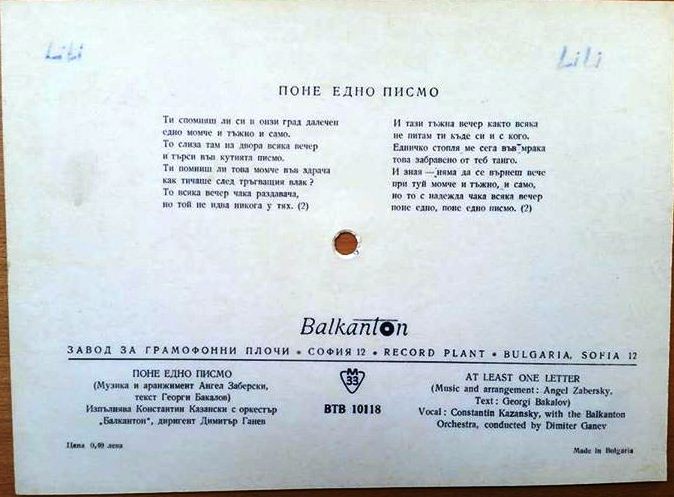 LiLi
LiLi
ПОНЕ ЕДНО ПИСМО
Ти спомняш ли си в онзи град далечен
едно момче и тъжно и само.
То слиза там на двора всяка вечер
и търси във кутията писмо.
Ти помниш ли това момче във здрача
как тичаше след тръгващия влак?
То всяка вечер чака раздавача,
но той не идва никога у тях. (2)
И тази тъжна вечер както всяка
не питам ти къде си и с кого.
Едничко стопля ме сега във мрака
това забравено от теб танго.
И зная — няма да се върнеш вече
при туй момче и тъжно, и само,
но то с надежда чака всяка вечер
поне едно, поне едно писмо. (2)
Balkanton
ЗАВОД ЗА ГРАМОФОННИ ПЛОЧИ • СОФИЯ 12 • RECORD PLANT • BULGARIA, SOFIA 12
ПОНЕ ЕДНО ПИСМО
(Музика и аранжимент Ангел Заберски,
текст Георги Бакалов)
Изпълнява Константин Казански с оркестър
„Балкантон", диригент Димитър Ганев
Цена 0,40 лева
M
33
ВТВ 10118
AT LEAST ONE LETTER
(Music and arrangement: Angel Zabersky,
Text: Georgi Bakalov)
Vocal: Constantin Kazansky, with the Balkanton
Orchestra, conducted by Dimiter Ganev
Made in Bulgaria